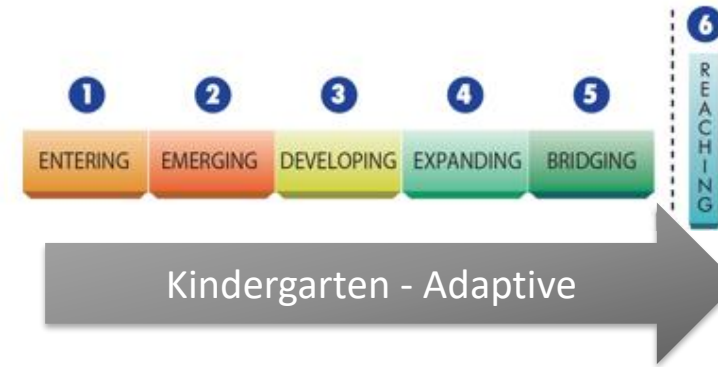 1 2 3 4 5 6
ENTERING EMERGING DEVELOPING EXPANDING BRIDGING REACHING
Kindergarten - Adaptive